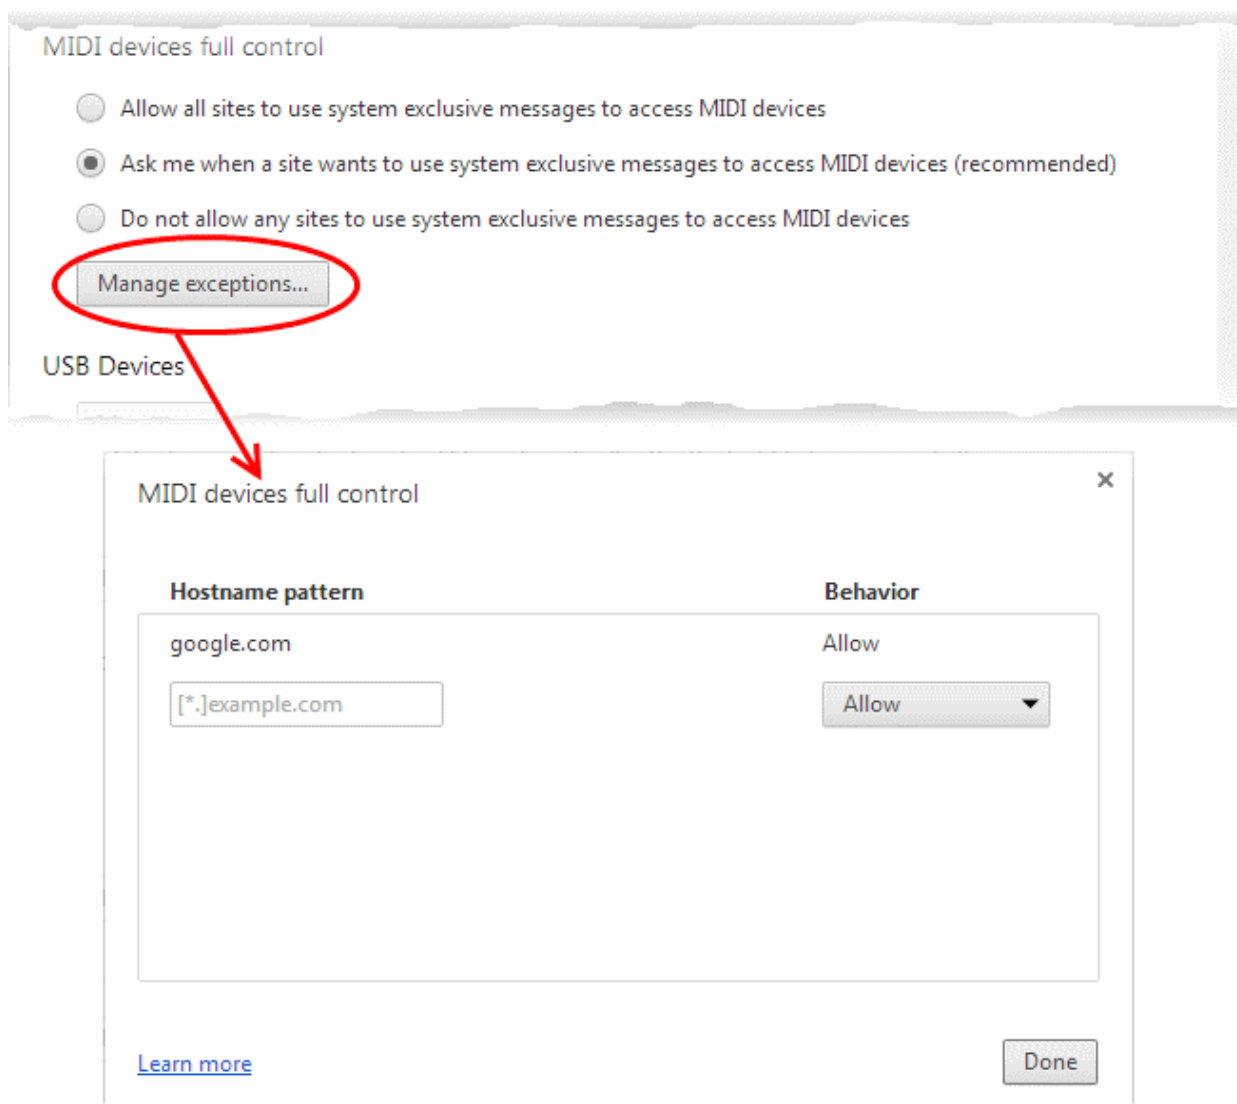 MIDI devices full control
Allow all sites to use system exclusive messages to access MIDI devices
Ask me when a site wants to use system exclusive messages to access MIDI devices (recommended)
Do not allow any sites to use system exclusive messages to access MIDI devices
Manage exceptions...
USB Devices
MIDI devices full control
×
Hostname pattern Behavior
google.com Allow
[*.]example.com Allow
Learn more Done